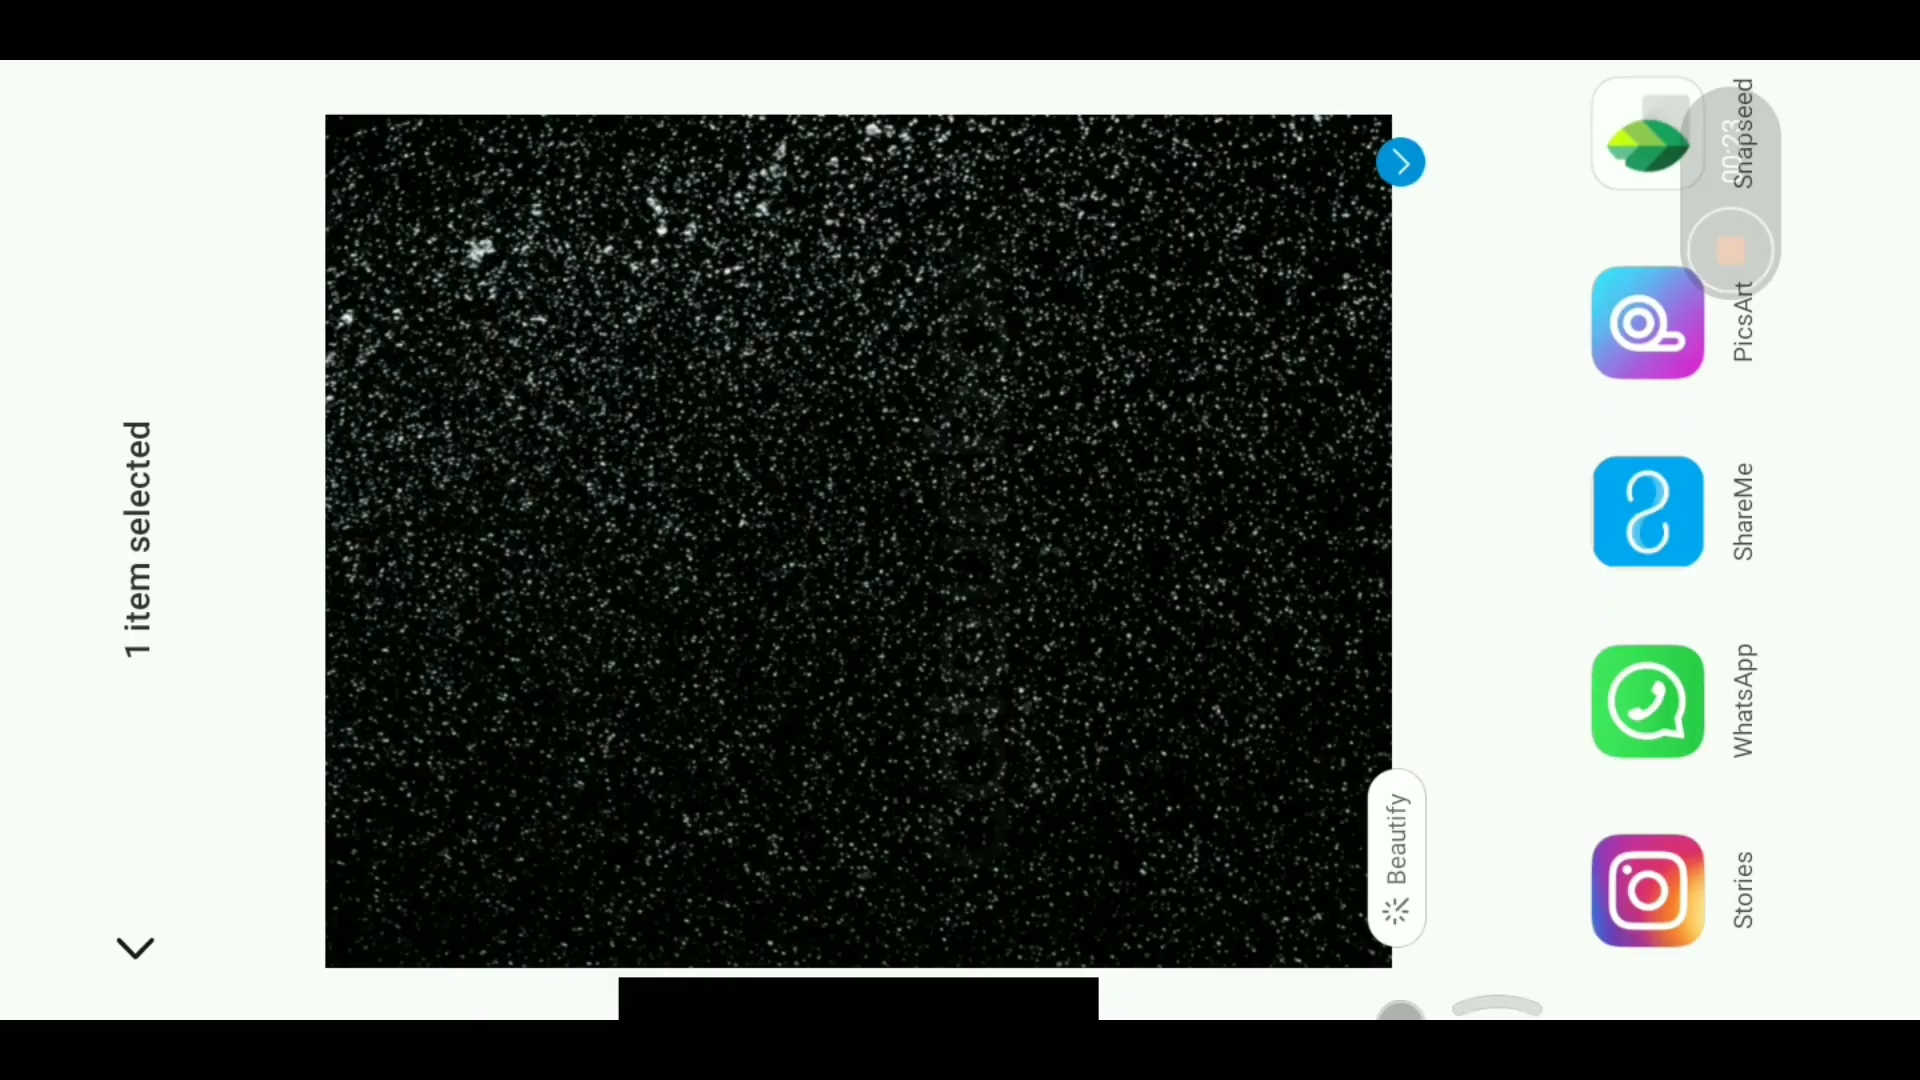 1 item selected
Beautify
Snapseed
00:23
PicsArt
ShareMe
WhatsApp
Stories